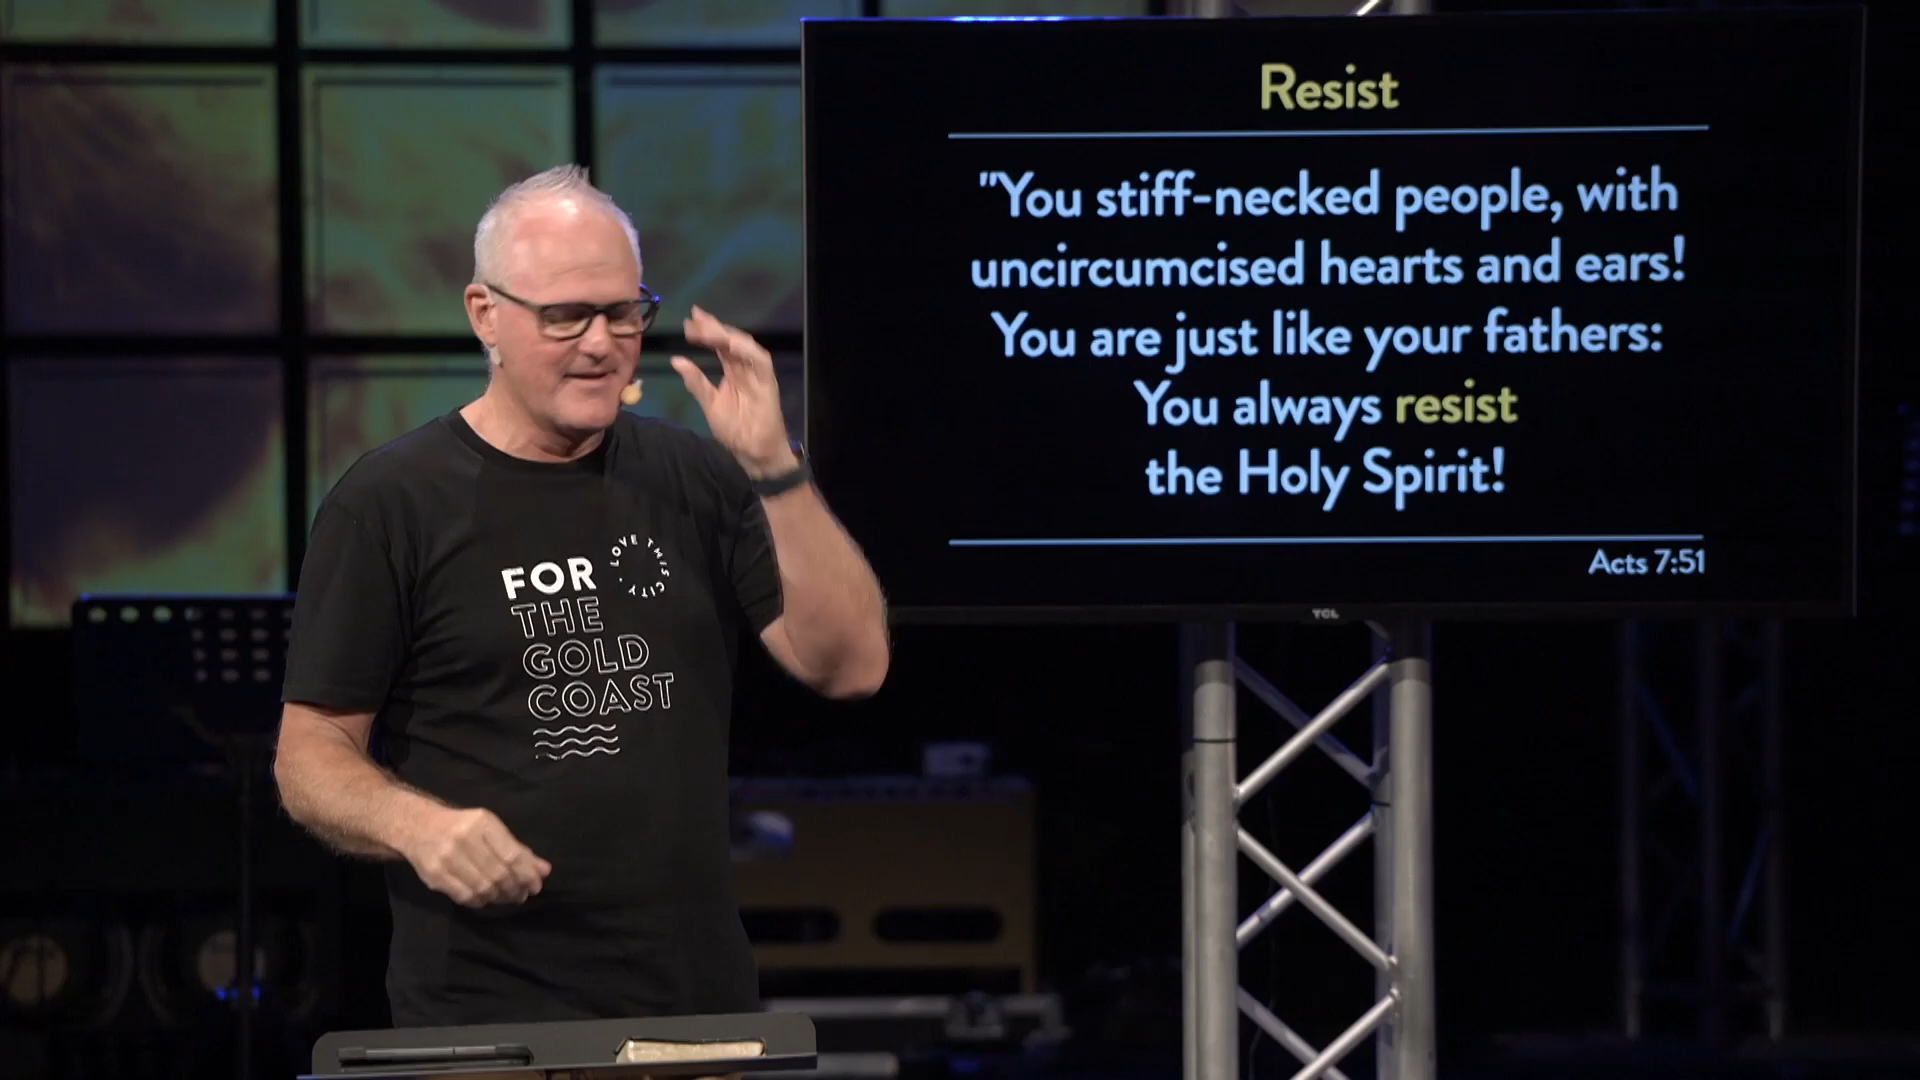 Resist
"You stiff-necked people, with
uncircumcised hearts and ears!
You are just like your fathers:
You always resist
the Holy Spirit!
Acts 7:51
TCL
FOR
THE
GOLD
COAST
LOVE THIS CITY